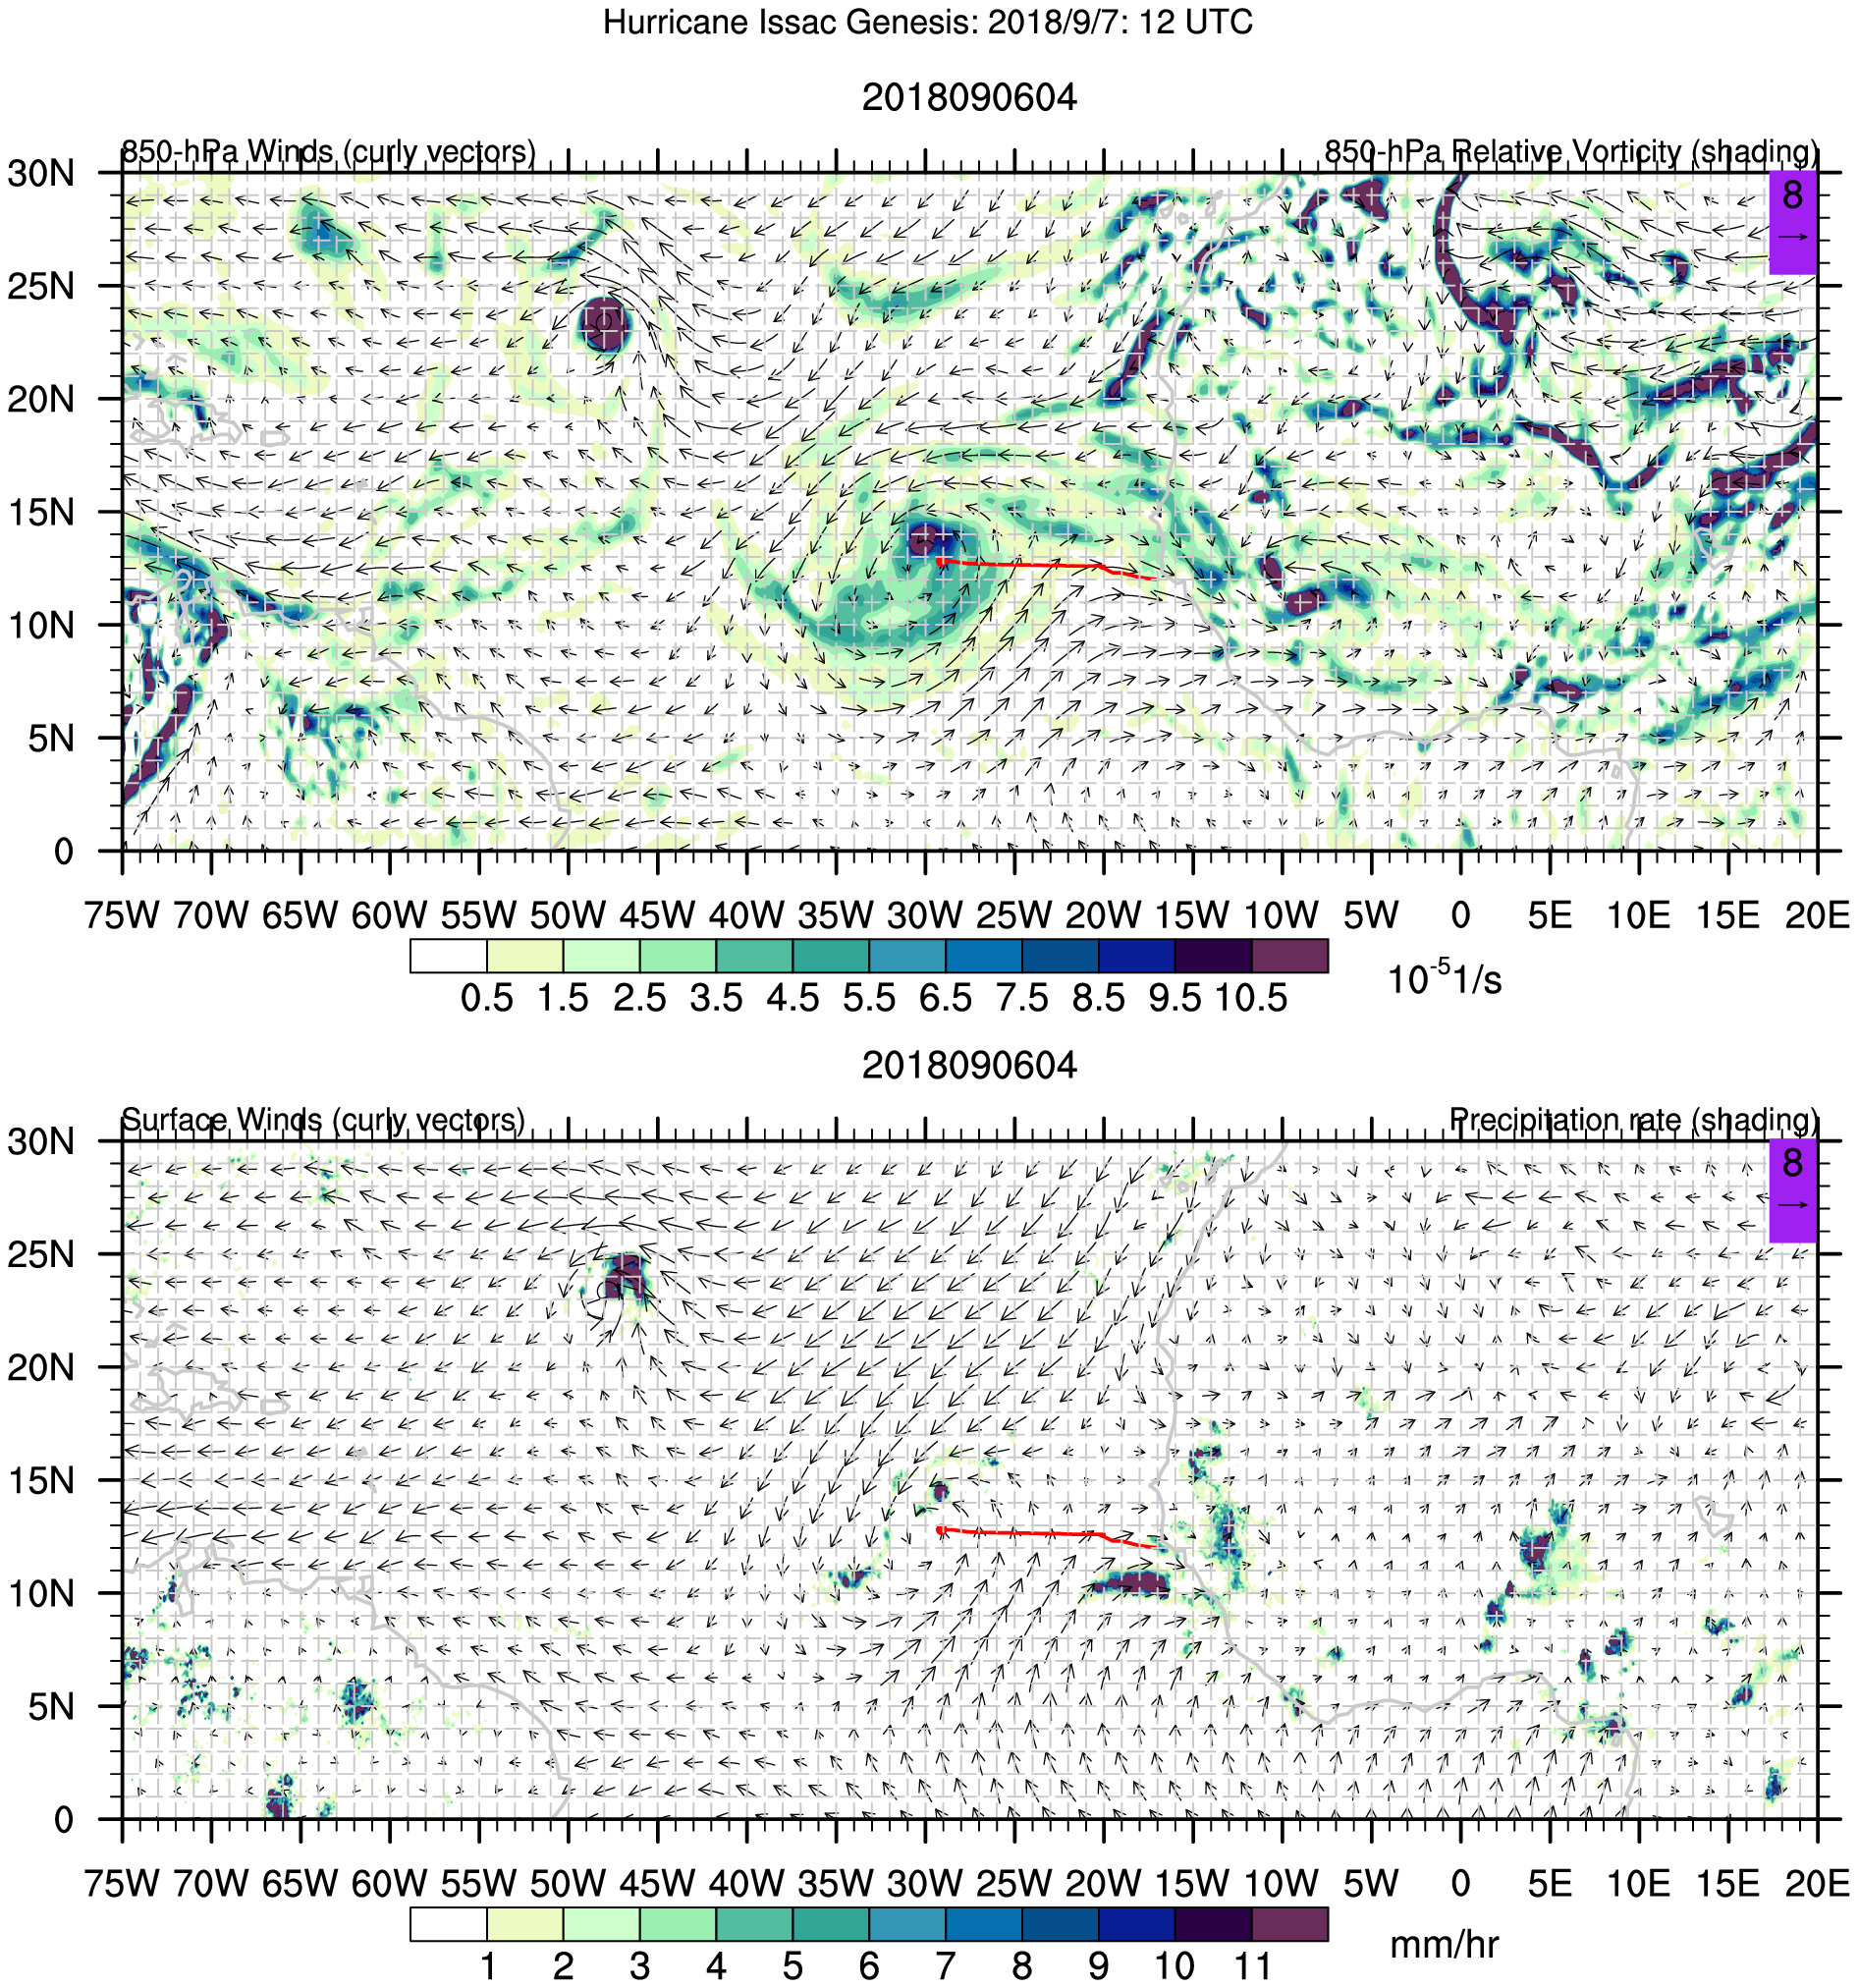 Hurricane Issac Genesis: 2018/9/7: 12 UTC
2018090604
850-hPa Winds (curly vectors) 850-hPa Relative Vorticity (shading)
30N
8
25N
20N
15N
10N
5N
0
75W 70W 65W 60W 55W 50W 45W 40W 35W 30W 25W 20W 15W 10W 5W 0 5E 10E 15E 20E
0.5 1.5 2.5 3.5 4.5 5.5 6.5 7.5 8.5 9.5 10.5
10⁻⁵1/s
2018090604
Surface Winds (curly vectors) Precipitation rate (shading)
30N
8
25N
20N
15N
10N
5N
0
75W 70W 65W 60W 55W 50W 45W 40W 35W 30W 25W 20W 15W 10W 5W 0 5E 10E 15E 20E
1 2 3 4 5 6 7 8 9 10 11
mm/hr